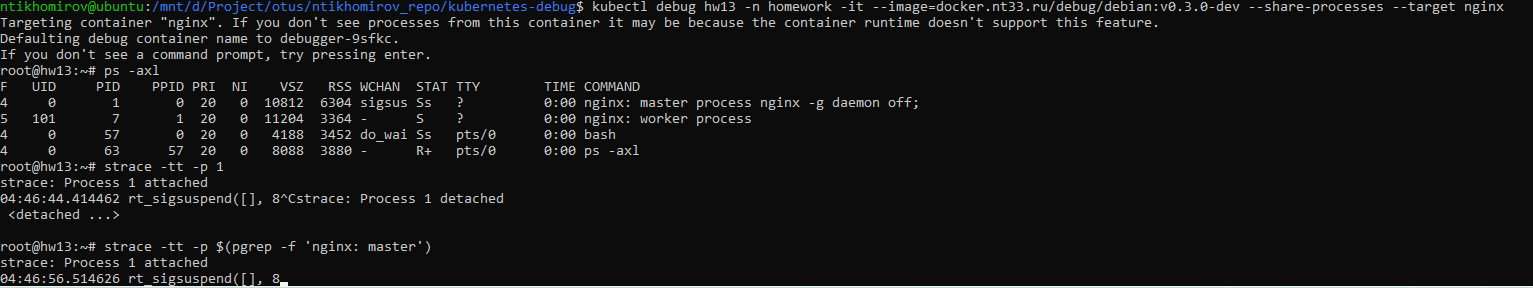 ntikhomirov@ubuntu:/mnt/d/Project/otus/ntikhomirov_repo/kubernetes-debug$ kubectl debug hw13 -n homework -it --image=docker.nt33.ru/debug/debian:v0.3.0-dev --share-processes --target nginx
Targeting container "nginx". If you don't see processes from this container it may be because the container runtime doesn't support this feature.
Defaulting debug container name to debugger-9sfkc.
If you don't see a command prompt, try pressing enter.
root@hw13:~# ps -axl
F   UID     PID    PPID PRI  NI    VSZ   RSS WCHAN  STAT TTY        TIME COMMAND
4     0       1       0  20   0  10812  6304 sigsus Ss   ?          0:00 nginx: master process nginx -g daemon off;
5   101       7       1  20   0  11204  3364 -      S    ?          0:00 nginx: worker process
4     0      57       0  20   0   4188  3452 do_wai Ss   pts/0      0:00 bash
4     0      63      57  20   0   8088  3880 -      R+   pts/0      0:00 ps -axl
root@hw13:~# strace -tt -p 1
strace: Process 1 attached
04:46:44.414462 rt_sigsuspend([], 8^Cstrace: Process 1 detached
 <detached ...>
root@hw13:~# strace -tt -p $(pgrep -f 'nginx: master')
strace: Process 1 attached
04:46:56.514626 rt_sigsuspend([], 8